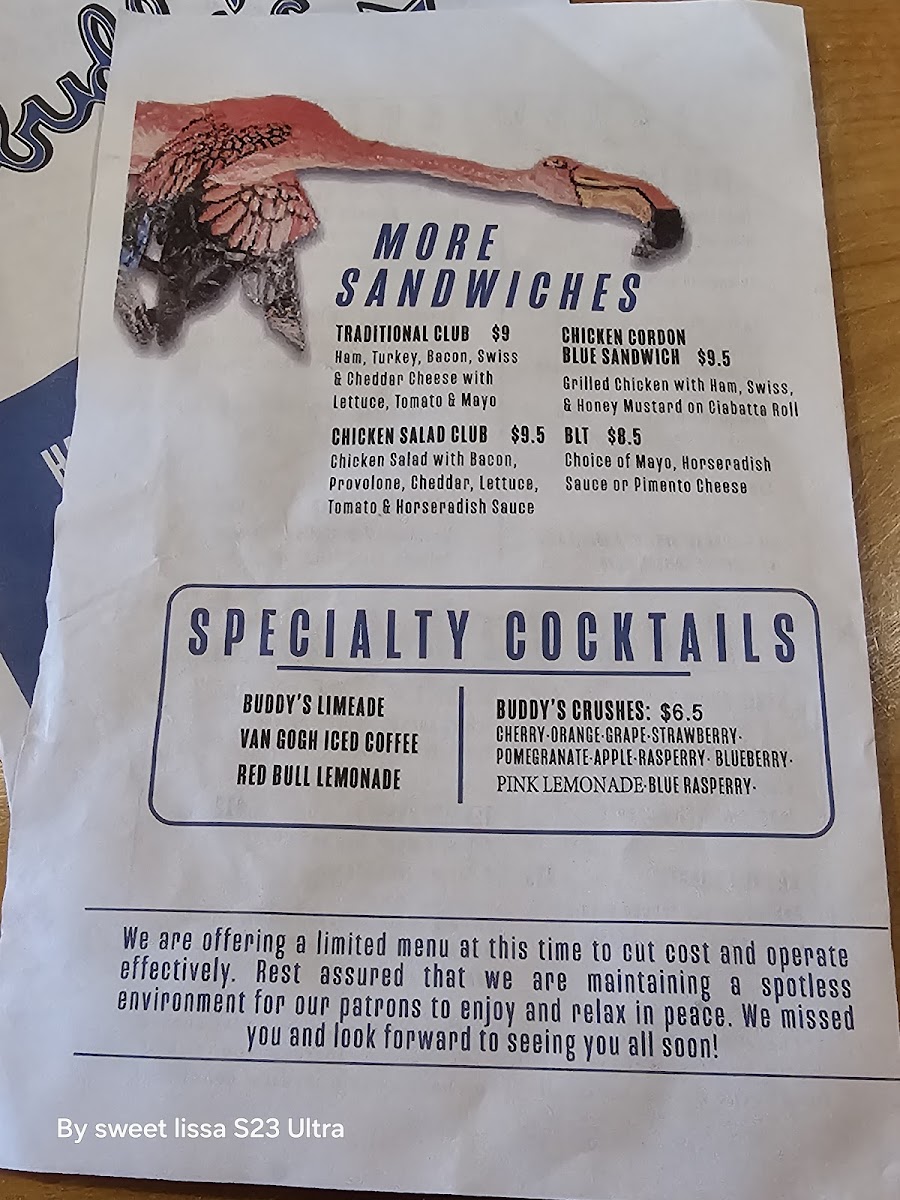 MORE
SANDWICHES
TRADITIONAL CLUB $9
Ham, Turkey, Bacon, Swiss
& Cheddar Cheese with
Lettuce, Tomato & Mayo
CHICKEN CORDON
BLUE SANDWICH $9.5
Grilled Chicken with Ham, Swiss,
& Honey Mustard on Ciabatta Roll
CHICKEN SALAD CLUB $9.5
Chicken Salad with Bacon,
Provolone, Cheddar, Lettuce,
Tomato & Horseradish Sauce
BLT $8.5
Choice of Mayo, Horseradish
Sauce or Pimento Cheese
SPECIALTY COCKTAILS
BUDDY'S LIMEADE
VAN GOGH ICED COFFEE
RED BULL LEMONADE
BUDDY'S CRUSHES: $6.5
CHERRY·ORANGE·GRAPE·STRAWBERRY·
POMEGRANATE·APPLE·RASPERRY· BLUEBERRY·
PINK LEMONADE·BLUE RASPERRY·
We are offering a limited menu at this time to cut cost and operate
effectively. Rest assured that we are maintaining a spotless
environment for our patrons to enjoy and relax in peace. We missed
you and look forward to seeing you all soon!
By sweet lissa S23 Ultra